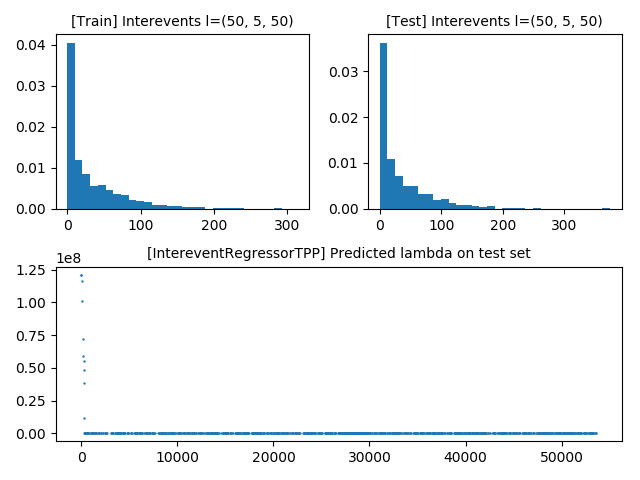 [Train] Interevents l=(50, 5, 50)
0.04
0.03
0.02
0.01
0.00
0 100 200 300
[Test] Interevents l=(50, 5, 50)
0.03
0.02
0.01
0.00
0 100 200 300
[IntereventRegressorTPP] Predicted lambda on test set
1e8
1.25
1.00
0.75
0.50
0.25
0.00
0 10000 20000 30000 40000 50000